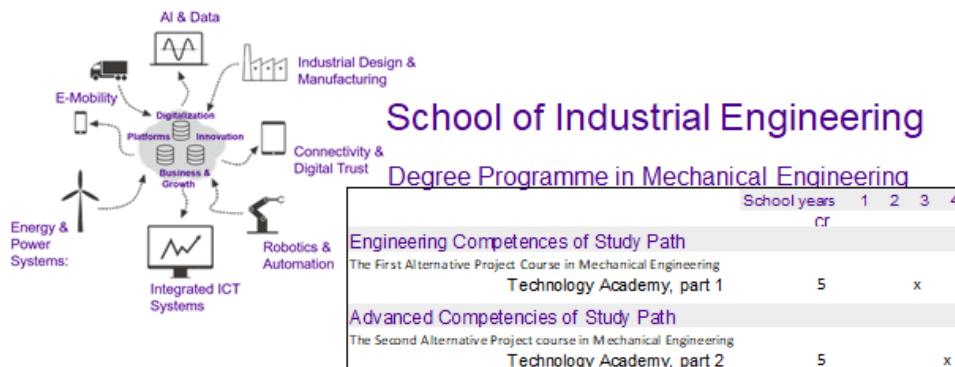 AI & Data
Industrial Design &
Manufacturing
E-Mobility
Digitalization
Platforms Innovation
Business &
Growth
Connectivity &
Digital Trust
Energy &
Power
Systems:
Robotics &
Automation
Integrated ICT
Systems
School of Industrial Engineering
Degree Programme in Mechanical Engineering
School years 1 2 3 4
cr
Engineering Competences of Study Path
The First Alternative Project Course in Mechanical Engineering
Technology Academy, part 1 5 x
Advanced Competencies of Study Path
The Second Alternative Project course in Mechanical Engineering
Technology Academy, part 2 5 x